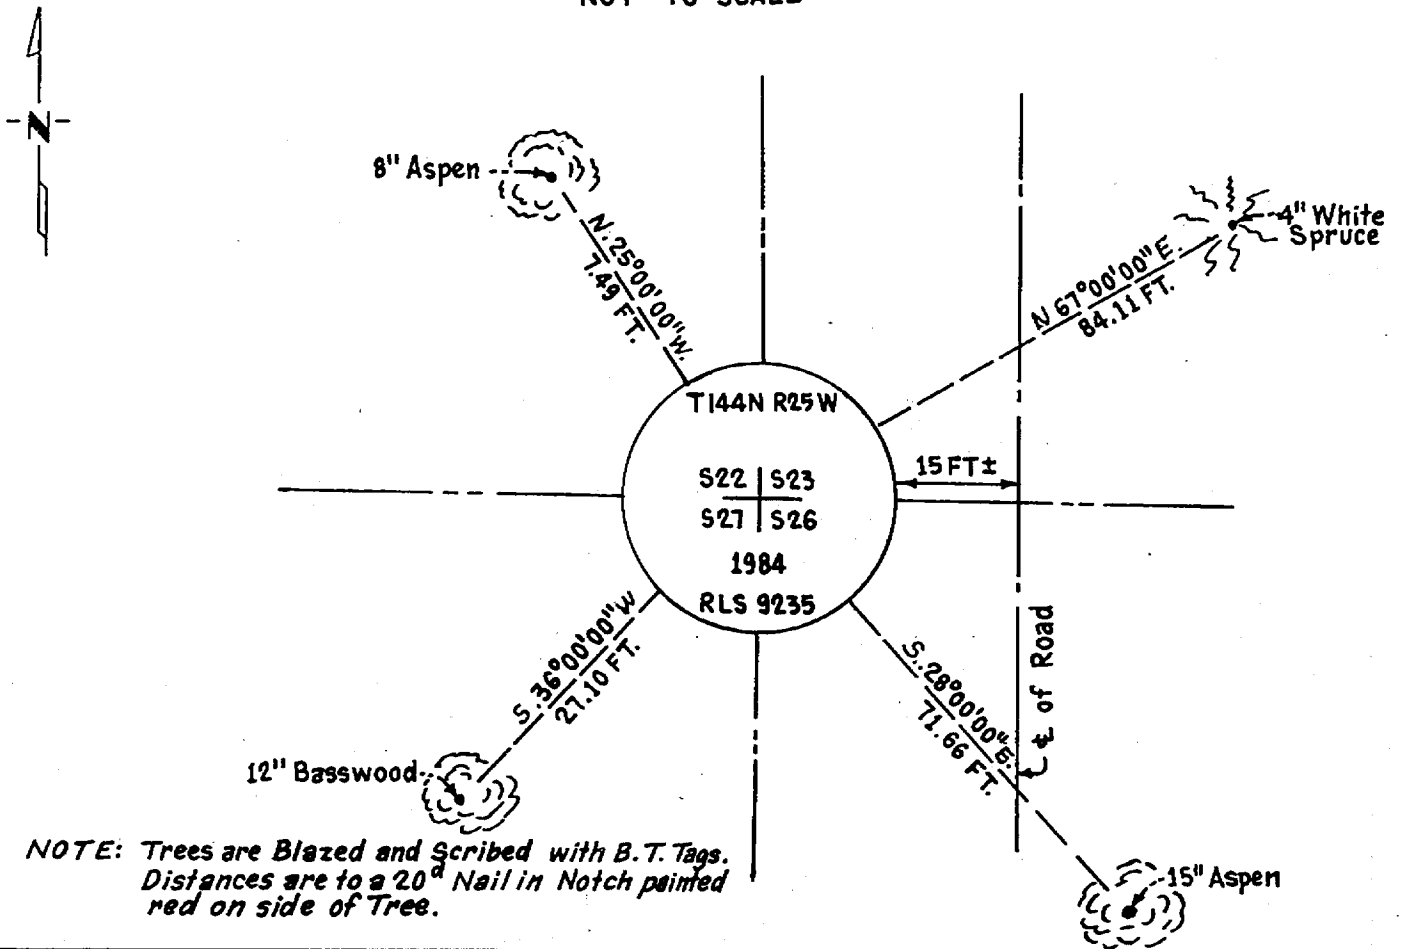 NOT TO SCALE
N
8" Aspen
N. 25°00'00" W.
7.49 FT.
4" White
Spruce
N 67°00'00" E.
84.11 FT.
T144N R25W
S22 S23
S27 S26
1984
RLS 9235
15 FT±
S. 36°00'00" W
27.10 FT.
S. 28°00'00" E.
71.66 FT.
℄ of Road
12" Basswood
15" Aspen
NOTE: Trees are Blazed and Scribed with B.T. Tags.
Distances are to a 20d Nail in Notch painted
red on side of Tree.